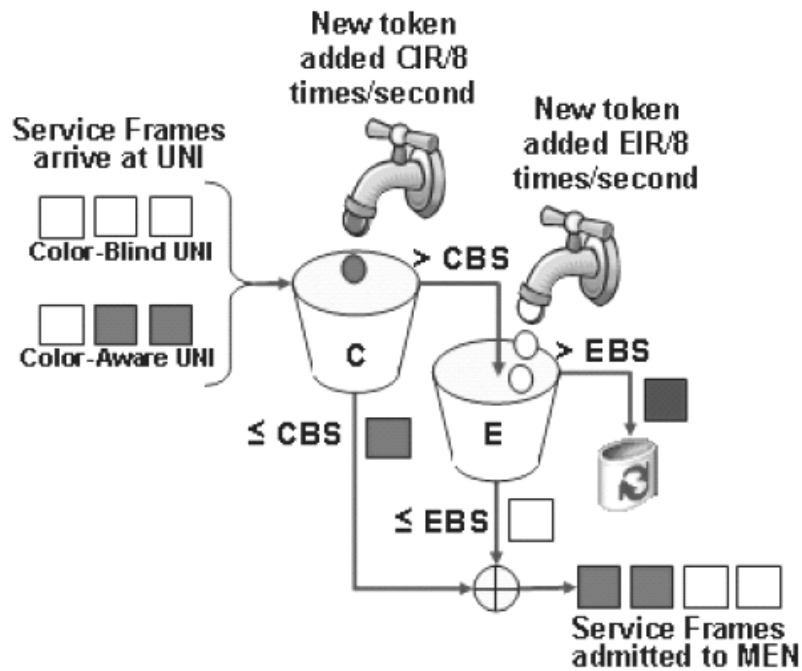 New token
added CIR/8
times/second
New token
added EIR/8
times/second
Service Frames
arrive at UNI
Color-Blind UNI
> CBS
Color-Aware UNI
C
> EBS
≤ CBS
E
≤ EBS
Service Frames
admitted to MEN